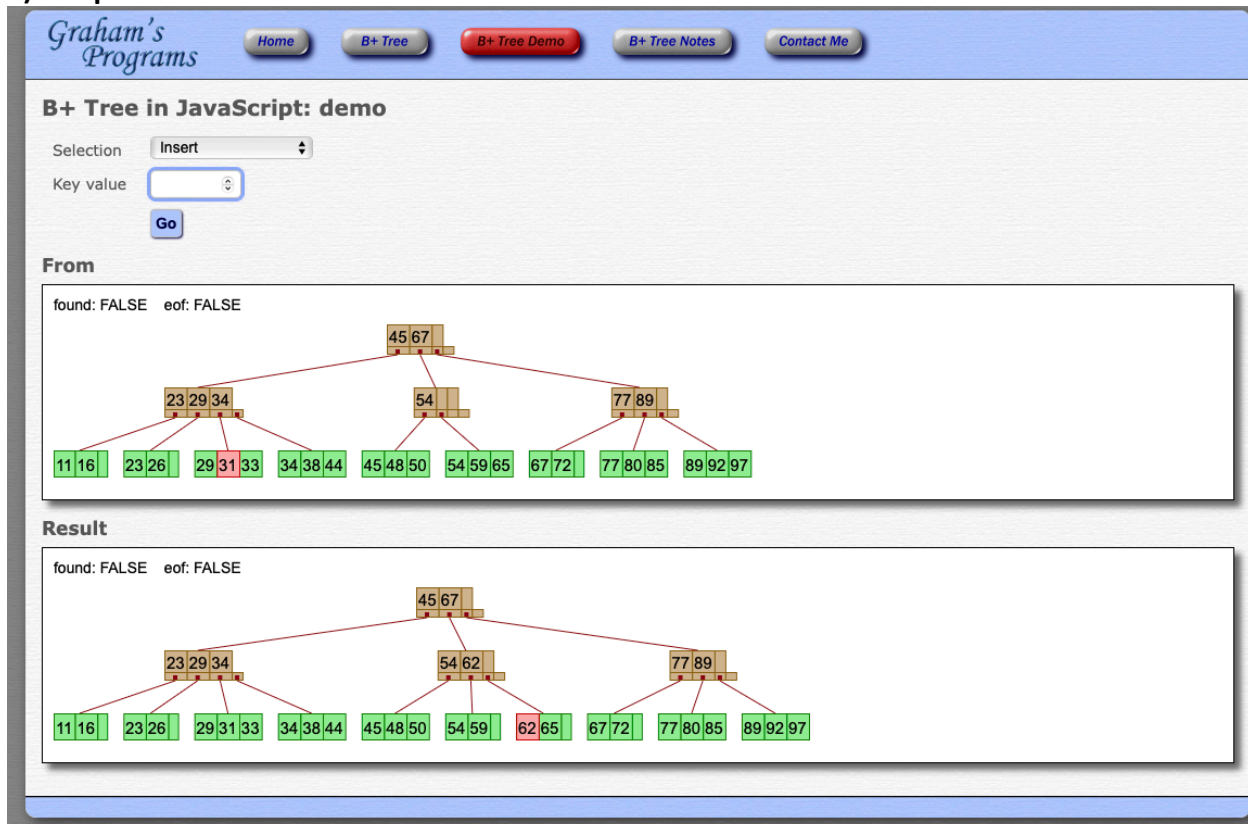 Graham's
Programs
Home
B+ Tree
B+ Tree Demo
B+ Tree Notes
Contact Me
B+ Tree in JavaScript: demo
Selection Insert
Key value
Go
From
found: FALSE eof: FALSE
45 67
23 29 34 54 77 89
11 16 23 26 29 31 33 34 38 44 45 48 50 54 59 65 67 72 77 80 85 89 92 97
Result
found: FALSE eof: FALSE
45 67
23 29 34 54 62 77 89
11 16 23 26 29 31 33 34 38 44 45 48 50 54 59 62 65 67 72 77 80 85 89 92 97